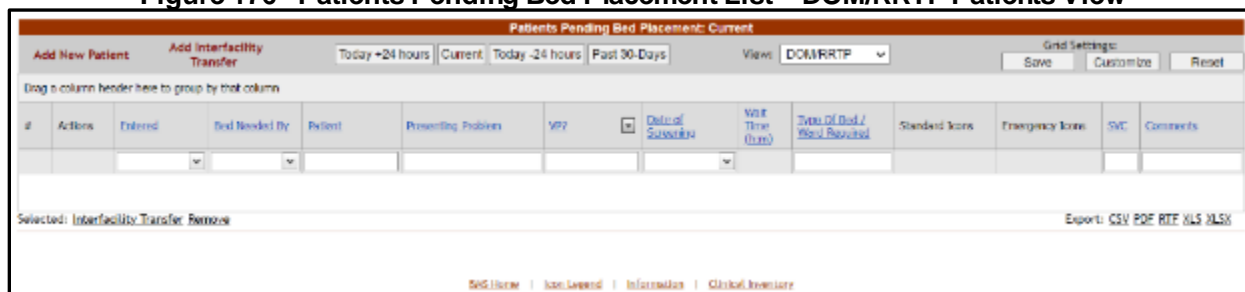 Patients Pending Bed Placement List – DOM/RRTP Patients View
Patients Pending Bed Placement: Current
Add New Patient Add Interfacility Transfer Today +24 hours Current Today -24 hours Past 30-Days View: DOM/RRTP Grid Settings: Save Customize Reset
Drag a column header here to group by that column
# Actions Entered Bed Needed By Patient Presenting Problem VP? Date of Screening Wait Time (hrs) Type Of Bed / Ward Required Standard Icons Emergency Icons SVC Comments
Selected: Interfacility Transfer Remove Export: CSV PDF RTF XLS XLSX
BMS Home | Icon Legend | Information | Clinical Inventory